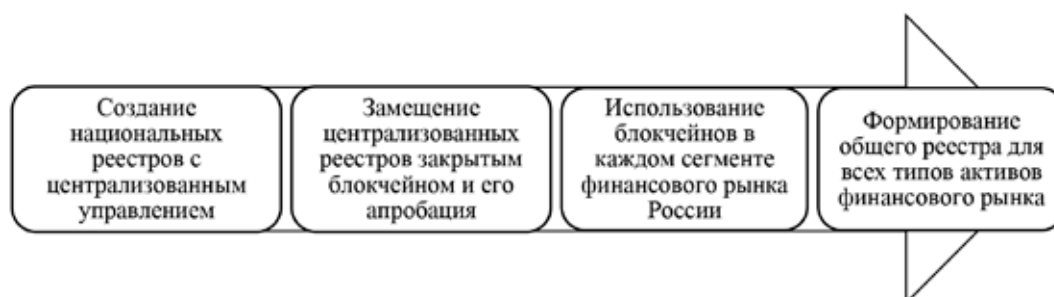 Создание
национальных
реестров с
централизованным
управлением
Замещение
централизованных
реестров закрытым
блокчейном и его
апробация
Использование
блокчейнов в
каждом сегменте
финансового рынка
России
Формирование
общего реестра для
всех типов активов
финансового рынка